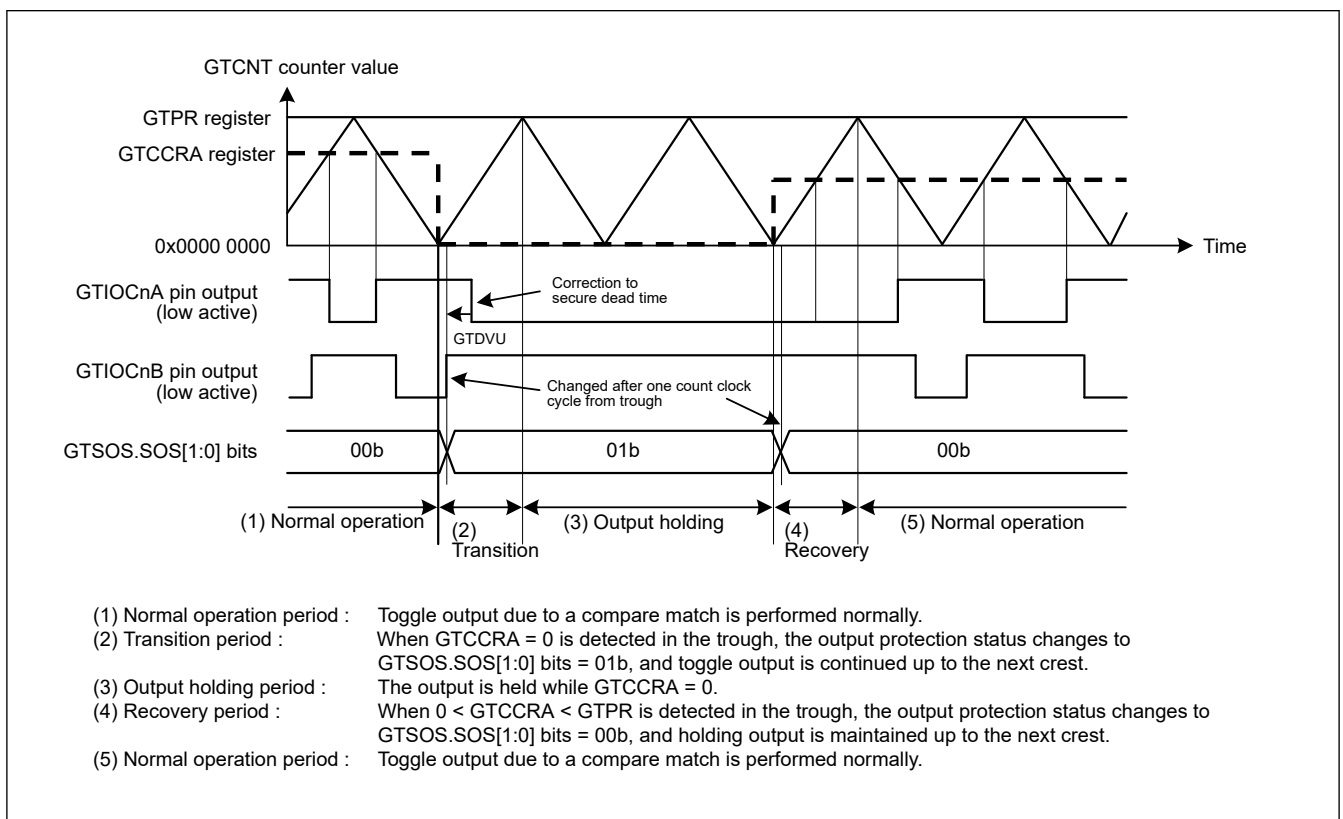 GTCNT counter value
GTPR register
GTCCRA register
0x0000 0000
Time
GTIOCnA pin output
(low active)
Correction to
secure dead time
GTDVU
GTIOCnB pin output
(low active)
Changed after one count clock
cycle from trough
GTSOS.SOS[1:0] bits
00b
01b
00b
(1) Normal operation
(2)
Transition
(3) Output holding
(4)
Recovery
(5) Normal operation
(1) Normal operation period : Toggle output due to a compare match is performed normally.
(2) Transition period : When GTCCRA = 0 is detected in the trough, the output protection status changes to
GTSOS.SOS[1:0] bits = 01b, and toggle output is continued up to the next crest.
(3) Output holding period : The output is held while GTCCRA = 0.
(4) Recovery period : When 0 < GTCCRA < GTPR is detected in the trough, the output protection status changes to
GTSOS.SOS[1:0] bits = 00b, and holding output is maintained up to the next crest.
(5) Normal operation period : Toggle output due to a compare match is performed normally.